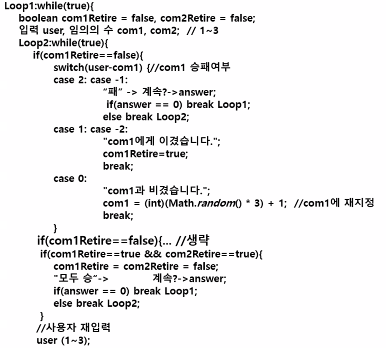 Loop1:while(true){
boolean com1Retire = false, com2Retire = false;
입력 user, 임의의 수 com1, com2;  // 1~3
Loop2:while(true){
if(com1Retire==false){
switch(user-com1) {//com1 승패여부
case 2: case -1:
"패" -> 계속?->answer;
if(answer == 0) break Loop1;
else break Loop2;
case 1: case -2:
"com1에게 이겼습니다.";
com1Retire=true;
break;
case 0:
"com1과 비겼습니다.";
com1 = (int)(Math.random() * 3) + 1;  //com1에 재지정
break;
}
if(com1Retire==false){... //생략
if(com1Retire==true && com2Retire==true){
com1Retire = com2Retire = false;
"모두 승"-> 계속?->answer;
if(answer == 0) break Loop1;
else break Loop2;
}
//사용자 재입력
user (1~3);